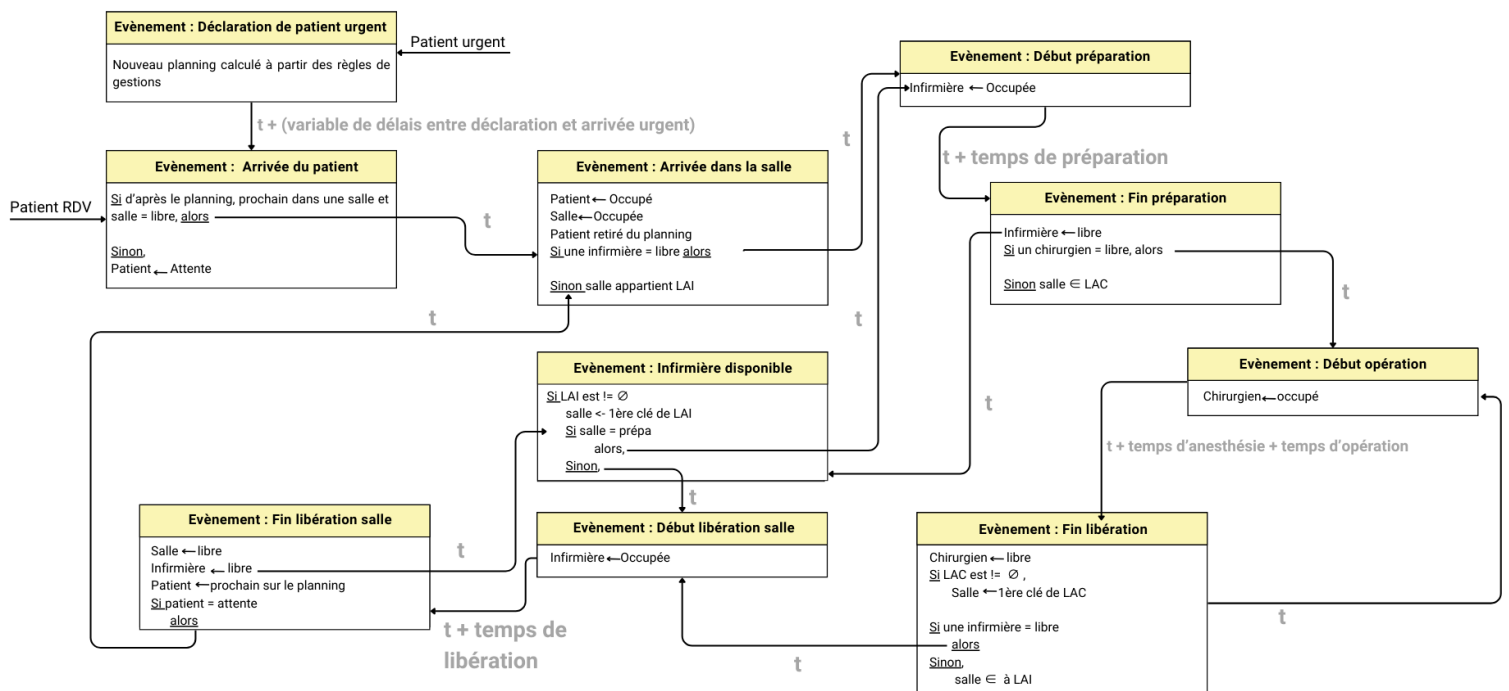 Evènement : Déclaration de patient urgent
Nouveau planning calculé à partir des règles de
gestions
Patient urgent
t + (variable de délais entre déclaration et arrivée urgent)
Evènement : Arrivée du patient
Si d'après le planning, prochain dans une salle et
salle = libre, alors
Sinon,
Patient ← Attente
Patient RDV
t
Evènement : Arrivée dans la salle
Patient ← Occupé
Salle ← Occupée
Patient retiré du planning
Si une infirmière = libre alors
Sinon salle appartient LAI
t
Evènement : Début préparation
Infirmière ← Occupée
t + temps de préparation
Evènement : Fin préparation
Infirmière ← libre
Si un chirurgien = libre, alors
Sinon salle ∈ LAC
t
t
t
Evènement : Infirmière disponible
Si LAI est != ∅
salle <- 1ère clé de LAI
Si salle = prépa
alors,
Sinon,
t
Evènement : Début opération
Chirurgien ← occupé
t + temps d'anesthésie + temps d'opération
t
Evènement : Fin libération salle
Salle ← libre
Infirmière ← libre
Patient ← prochain sur le planning
Si patient = attente
alors
t
Evènement : Début libération salle
Infirmière ← Occupée
t + temps de
libération
Evènement : Fin libération
Chirurgien ← libre
Si LAC est != ∅ ,
Salle ← 1ère clé de LAC
Si une infirmière = libre
alors
Sinon,
salle ∈ à LAI
t
t